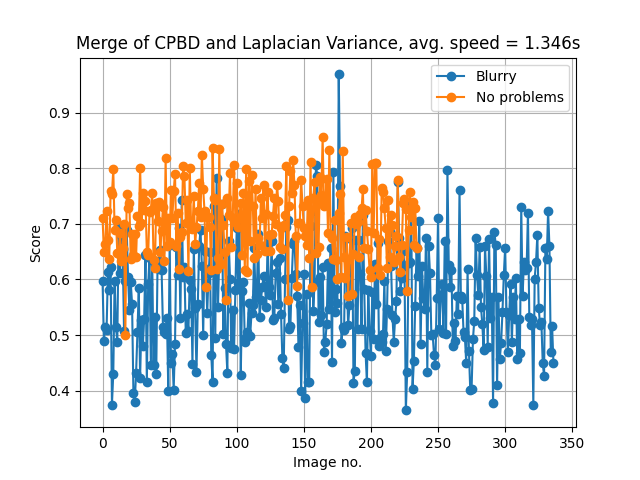 Merge of CPBD and Laplacian Variance, avg. speed = 1.346s
Blurry
No problems
0.9
0.8
0.7
0.6
0.5
0.4
Score
0 50 100 150 200 250 300 350
Image no.